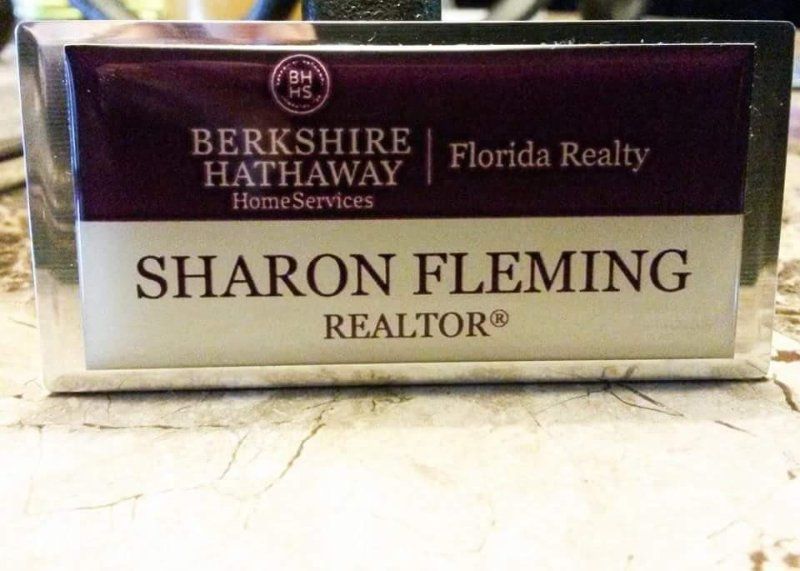 BH
HS
BERKSHIRE
HATHAWAY
HomeServices
Florida Realty
SHARON FLEMING
REALTOR®